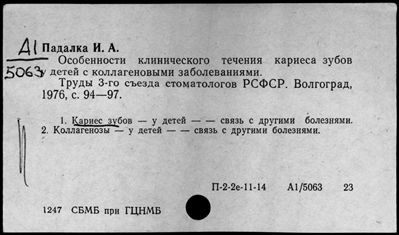 Д1 Падалка И. А.
Особенности клинического течения кариеса зубов
5063 у детей с коллагеновыми заболеваниями.
Труды 3-го съезда стоматологов РСФСР. Волгоград,
1976, с. 94—97.
1. Кариес зубов — у детей — — связь с другими болезнями.
2. Коллагенозы — у детей — — связь с другими болезнями.
П-2-2е-11-14 А1/5063 23
1247 СБМБ при ГЦНМБ